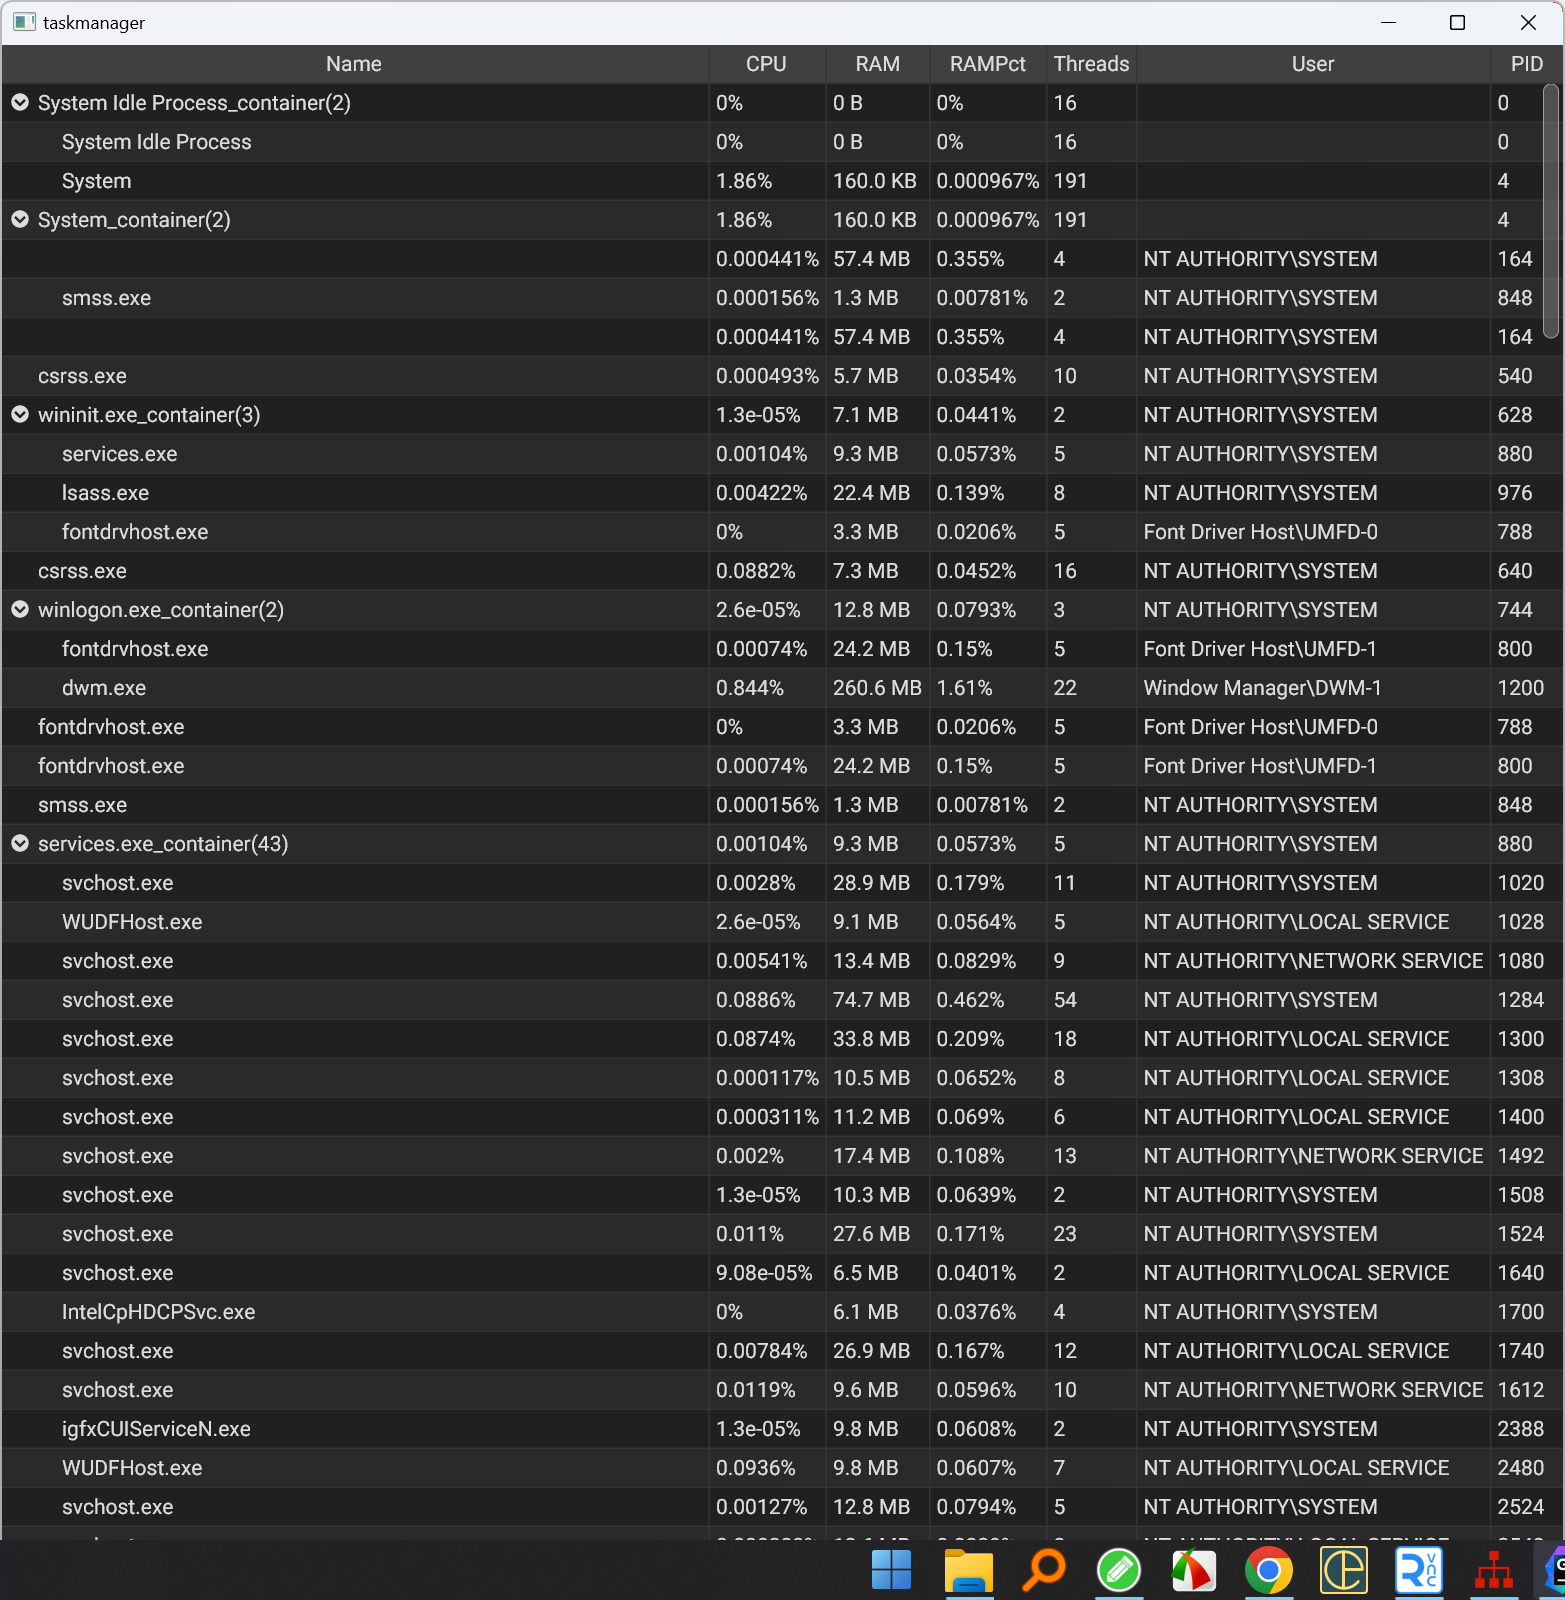 taskmanager
Name CPU RAM RAMPct Threads User PID
System Idle Process_container(2) 0% 0 B 0% 16 0
System Idle Process 0% 0 B 0% 16 0
System 1.86% 160.0 KB 0.000967% 191 4
System_container(2) 1.86% 160.0 KB 0.000967% 191 4
0.000441% 57.4 MB 0.355% 4 NT AUTHORITY\SYSTEM 164
smss.exe 0.000156% 1.3 MB 0.00781% 2 NT AUTHORITY\SYSTEM 848
0.000441% 57.4 MB 0.355% 4 NT AUTHORITY\SYSTEM 164
csrss.exe 0.000493% 5.7 MB 0.0354% 10 NT AUTHORITY\SYSTEM 540
wininit.exe_container(3) 1.3e-05% 7.1 MB 0.0441% 2 NT AUTHORITY\SYSTEM 628
services.exe 0.00104% 9.3 MB 0.0573% 5 NT AUTHORITY\SYSTEM 880
lsass.exe 0.00422% 22.4 MB 0.139% 8 NT AUTHORITY\SYSTEM 976
fontdrvhost.exe 0% 3.3 MB 0.0206% 5 Font Driver Host\UMFD-0 788
csrss.exe 0.0882% 7.3 MB 0.0452% 16 NT AUTHORITY\SYSTEM 640
winlogon.exe_container(2) 2.6e-05% 12.8 MB 0.0793% 3 NT AUTHORITY\SYSTEM 744
fontdrvhost.exe 0.00074% 24.2 MB 0.15% 5 Font Driver Host\UMFD-1 800
dwm.exe 0.844% 260.6 MB 1.61% 22 Window Manager\DWM-1 1200
fontdrvhost.exe 0% 3.3 MB 0.0206% 5 Font Driver Host\UMFD-0 788
fontdrvhost.exe 0.00074% 24.2 MB 0.15% 5 Font Driver Host\UMFD-1 800
smss.exe 0.000156% 1.3 MB 0.00781% 2 NT AUTHORITY\SYSTEM 848
services.exe_container(43) 0.00104% 9.3 MB 0.0573% 5 NT AUTHORITY\SYSTEM 880
svchost.exe 0.0028% 28.9 MB 0.179% 11 NT AUTHORITY\SYSTEM 1020
WUDFHost.exe 2.6e-05% 9.1 MB 0.0564% 5 NT AUTHORITY\LOCAL SERVICE 1028
svchost.exe 0.00541% 13.4 MB 0.0829% 9 NT AUTHORITY\NETWORK SERVICE 1080
svchost.exe 0.0886% 74.7 MB 0.462% 54 NT AUTHORITY\SYSTEM 1284
svchost.exe 0.0874% 33.8 MB 0.209% 18 NT AUTHORITY\LOCAL SERVICE 1300
svchost.exe 0.000117% 10.5 MB 0.0652% 8 NT AUTHORITY\LOCAL SERVICE 1308
svchost.exe 0.000311% 11.2 MB 0.069% 6 NT AUTHORITY\LOCAL SERVICE 1400
svchost.exe 0.002% 17.4 MB 0.108% 13 NT AUTHORITY\NETWORK SERVICE 1492
svchost.exe 1.3e-05% 10.3 MB 0.0639% 2 NT AUTHORITY\SYSTEM 1508
svchost.exe 0.011% 27.6 MB 0.171% 23 NT AUTHORITY\SYSTEM 1524
svchost.exe 9.08e-05% 6.5 MB 0.0401% 2 NT AUTHORITY\LOCAL SERVICE 1640
IntelCpHDCPSvc.exe 0% 6.1 MB 0.0376% 4 NT AUTHORITY\SYSTEM 1700
svchost.exe 0.00784% 26.9 MB 0.167% 12 NT AUTHORITY\LOCAL SERVICE 1740
svchost.exe 0.0119% 9.6 MB 0.0596% 10 NT AUTHORITY\NETWORK SERVICE 1612
igfxCUIServiceN.exe 1.3e-05% 9.8 MB 0.0608% 2 NT AUTHORITY\SYSTEM 2388
WUDFHost.exe 0.0936% 9.8 MB 0.0607% 7 NT AUTHORITY\LOCAL SERVICE 2480
svchost.exe 0.00127% 12.8 MB 0.0794% 5 NT AUTHORITY\SYSTEM 2524